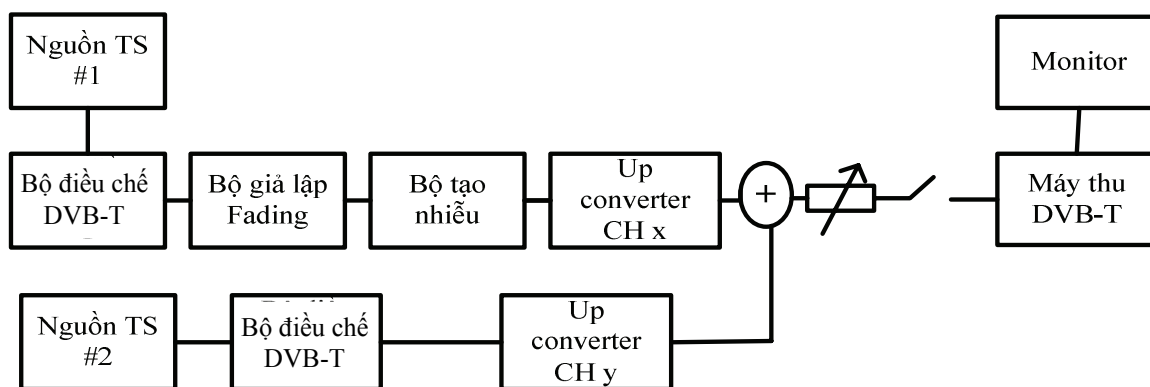 Nguồn TS
#1
Monitor
Bộ điều chế
DVB-T
Bộ giả lập
Fading
Bộ tạo
nhiễu
Up
converter
CH x
+
Máy thu
DVB-T
Nguồn TS
#2
Bộ điều chế
DVB-T
Up
converter
CH y